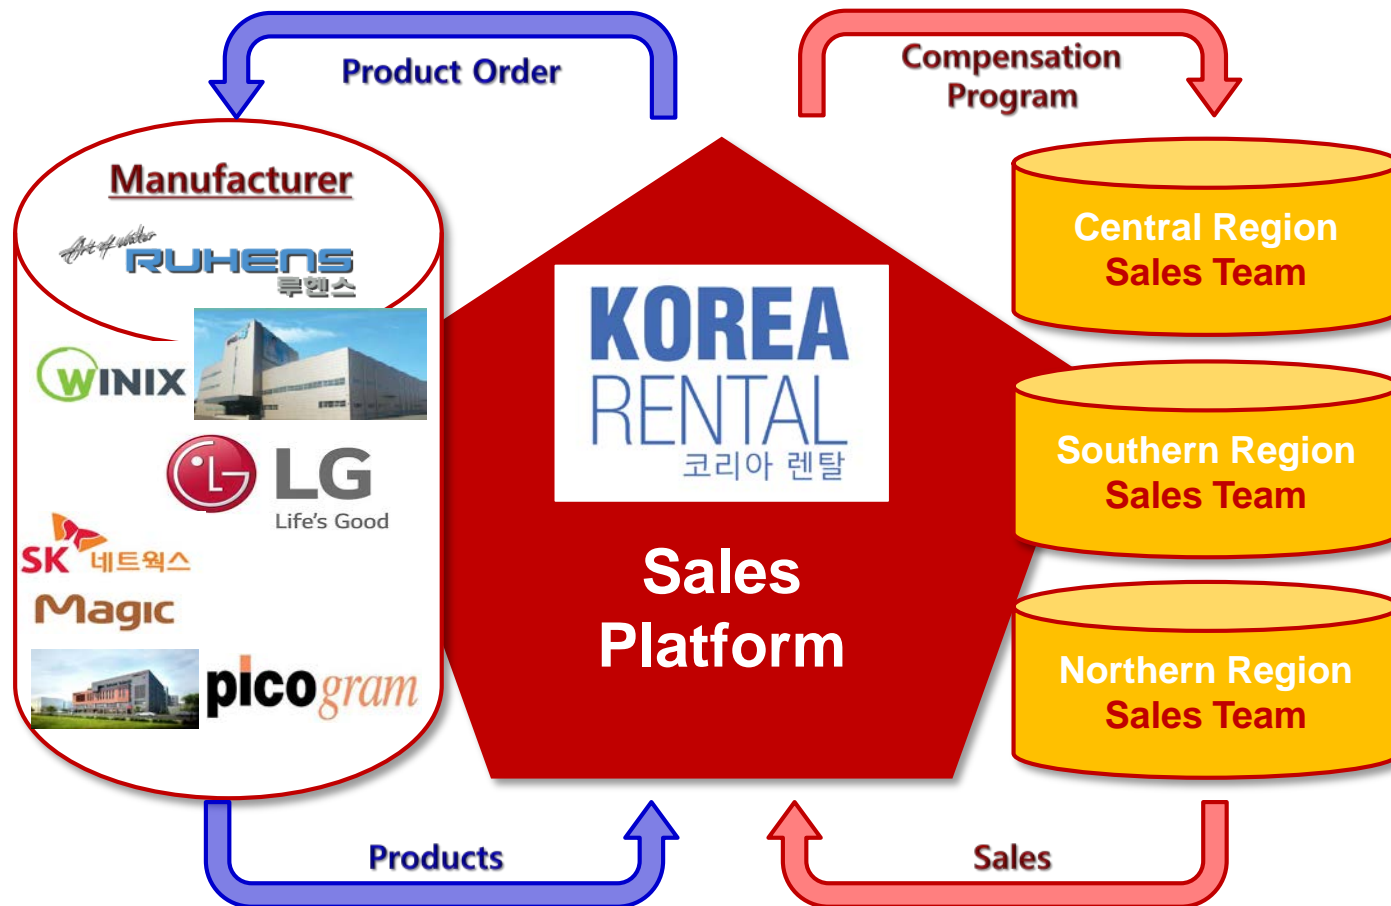 Product Order
Compensation
Program
Manufacturer
Art of water
RUHENS
루헨스
WINIX
LG
Life's Good
SK 네트웍스
Magic
picogram
KOREA
RENTAL
코리아 렌탈
Sales
Platform
Central Region
Sales Team
Southern Region
Sales Team
Northern Region
Sales Team
Products
Sales